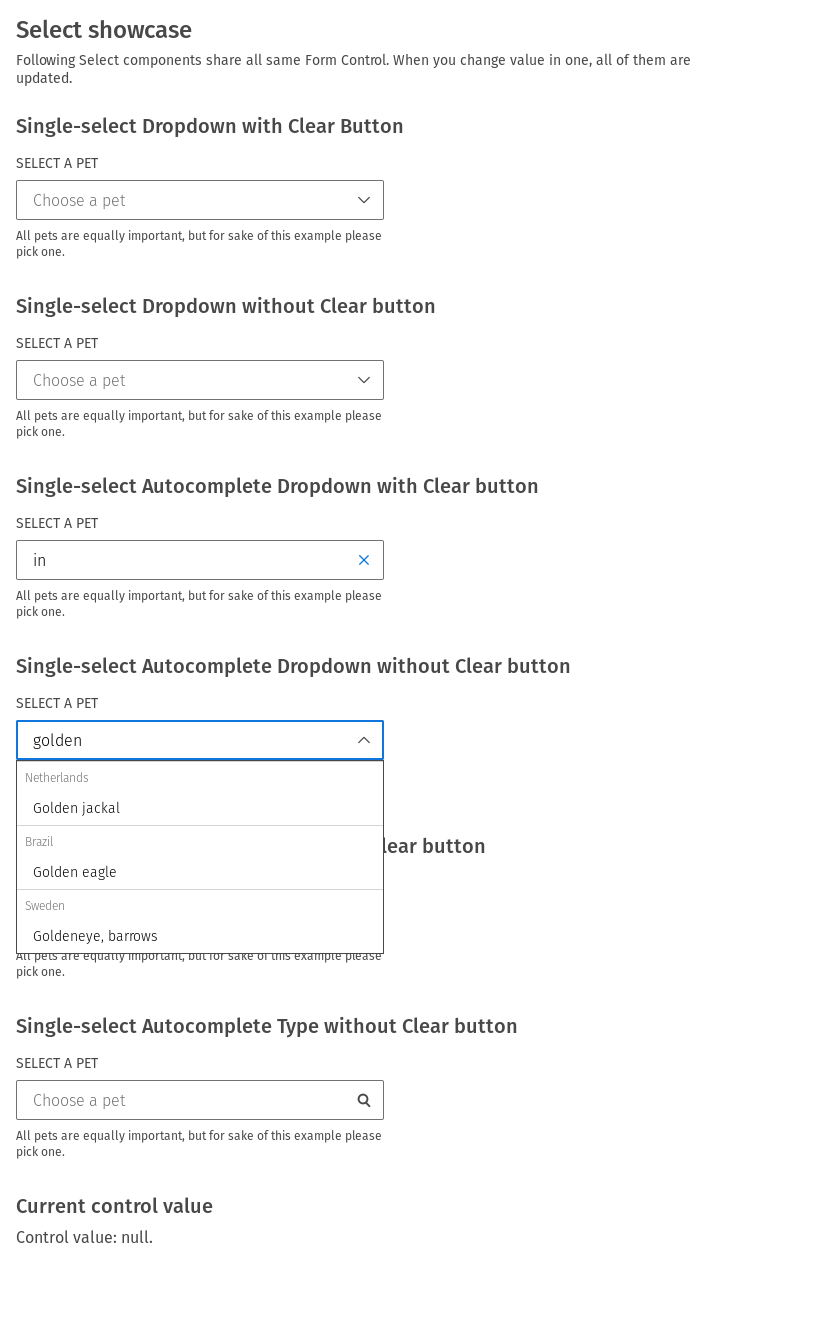 Select showcase
Following Select components share all same Form Control. When you change value in one, all of them are
updated.
Single-select Dropdown with Clear Button
SELECT A PET
Choose a pet
All pets are equally important, but for sake of this example please
pick one.
Single-select Dropdown without Clear button
SELECT A PET
Choose a pet
All pets are equally important, but for sake of this example please
pick one.
Single-select Autocomplete Dropdown with Clear button
SELECT A PET
in
All pets are equally important, but for sake of this example please
pick one.
Single-select Autocomplete Dropdown without Clear button
SELECT A PET
golden
Netherlands
Golden jackal
Brazil
lear button
Golden eagle
Sweden
Goldeneye, barrows
All pets are equally important, but for sake of this example please
pick one.
Single-select Autocomplete Type without Clear button
SELECT A PET
Choose a pet
All pets are equally important, but for sake of this example please
pick one.
Current control value
Control value: null.